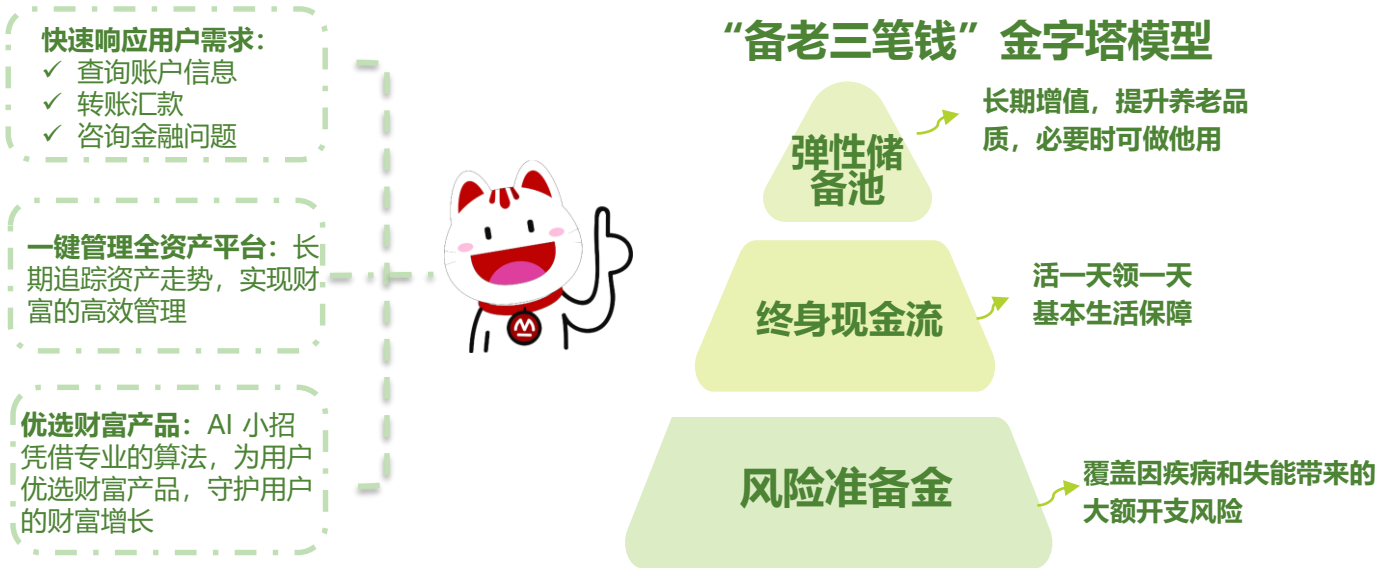 快速响应用户需求：
✓ 查询账户信息
✓ 转账汇款
✓ 咨询金融问题
一键管理全资产平台：长
期追踪资产走势，实现财
富的高效管理
优选财富产品：AI 小招
凭借专业的算法，为用户
优选财富产品，守护用户
的财富增长
“备老三笔钱”金字塔模型
弹性储
备池
长期增值，提升养老品
质，必要时可做他用
终身现金流
活一天领一天
基本生活保障
风险准备金
覆盖因疾病和失能带来的
大额开支风险